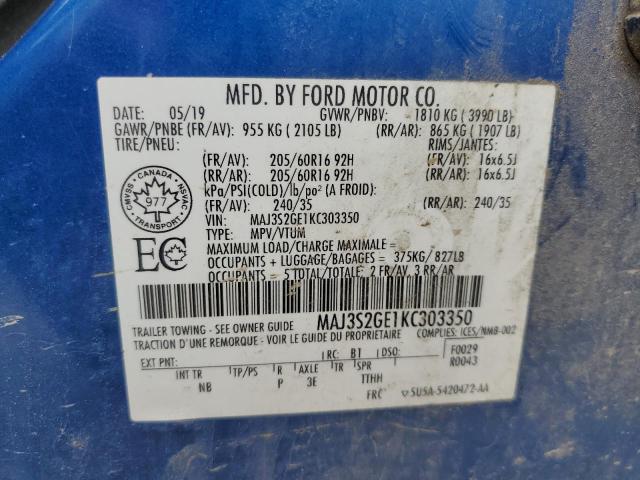 MFD. BY FORD MOTOR CO.
DATE: 05/19 GVWR/PNBV: 1810 KG ( 3990 LB)
GAWR/PNBE (FR/AV): 955 KG ( 2105 LB) (RR/AR): 865 KG ( 1907 LB)
TIRE/PNEU: RIMS/JANTES:
(FR/AV): 205/60R16 92H (FR/AV): 16x6.5J
(RR/AR): 205/60R16 92H (RR/AR): 16x6.5J
kPa/PSI(COLD)/lb/po² (A FROID):
(FR/AV): 240/35 (RR/AR): 240/35
VIN: MAJ3S2GE1KC303350
TYPE: MPV/VTUM
CMVSS • CANADA • NSVAC • TRANSPORT •
977
EC
MAXIMUM LOAD/CHARGE MAXIMALE =
OCCUPANTS + LUGGAGE/BAGAGES = 375KG/827LB
OCCUPANTS = 5 TOTAL/TOTALE: 2 FR/AV, 3 RR/AR
MAJ3S2GE1KC303350
TRAILER TOWING - SEE OWNER GUIDE
TRACTION D'UNE REMORQUE - VOIR LE GUIDE DU PROPRIETAIRE
COMPLIES: ICES/NMB-002
EXT PNT: RC: B1 DSO: F0029
R0043
INT TR TP/PS R AXLE TR SPR
NB P 3E TTHH
FRC ▽5U5A-5420472-AA